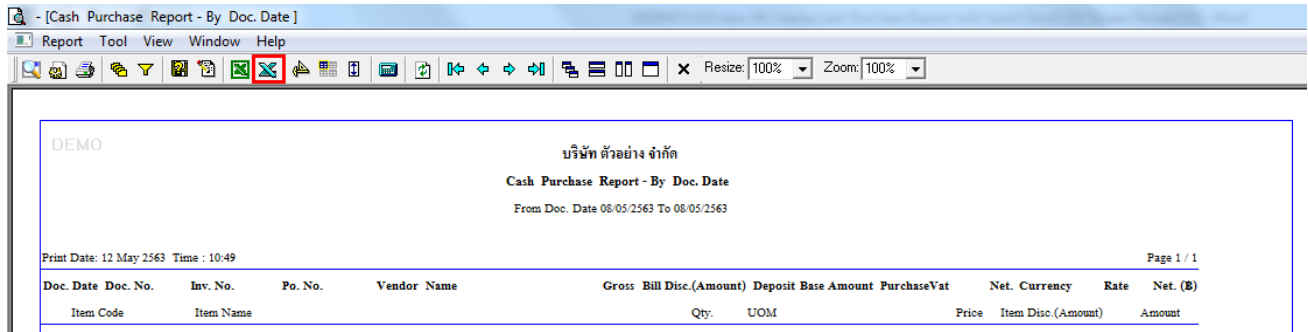 - [Cash Purchase Report - By Doc. Date ]
Report Tool View Window Help
Resize: 100% Zoom: 100%
DEMO
บริษัท ตัวอย่าง จำกัด
Cash Purchase Report - By Doc. Date
From Doc. Date 08/05/2563 To 08/05/2563
Print Date: 12 May 2563 Time : 10:49 Page 1 / 1
Doc. Date Doc. No. Inv. No. Po. No. Vendor Name Gross Bill Disc.(Amount) Deposit Base Amount PurchaseVat Net. Currency Rate Net. (฿)
Item Code Item Name Qty. UOM Price Item Disc.(Amount) Amount